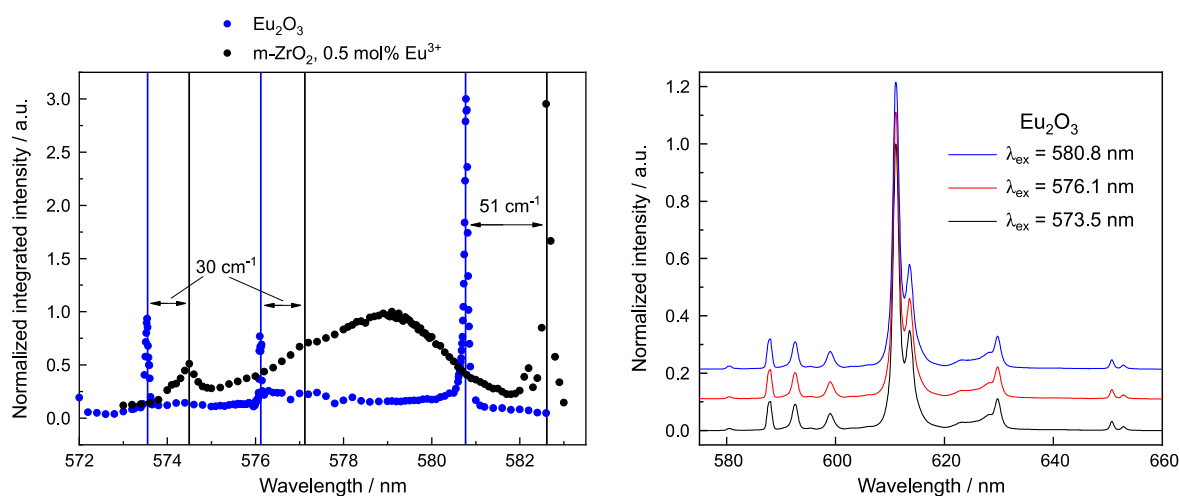 Eu₂O₃
m-ZrO₂, 0.5 mol% Eu³⁺
Normalized integrated intensity / a.u.
3.0
2.5
2.0
1.5
1.0
0.5
0.0
30 cm⁻¹
51 cm⁻¹
572 574 576 578 580 582
Wavelength / nm
Normalized intensity / a.u.
1.2
1.0
0.8
0.6
0.4
0.2
0.0
Eu₂O₃
λex = 580.8 nm
λex = 576.1 nm
λex = 573.5 nm
580 600 620 640 660
Wavelength / nm